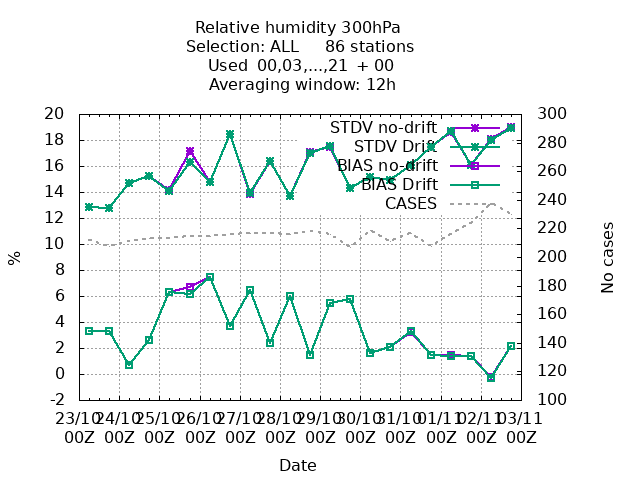 Relative humidity 300hPa
Selection: ALL 86 stations
Used 00,03,...,21 + 00
Averaging window: 12h
20
18
16
14
12
10
8
6
4
2
0
-2
%
300
280
260
240
220
200
180
160
140
120
100
No cases
STDV no-drift
STDV Drift
BIAS no-drift
BIAS Drift
CASES
23/10 24/10 25/10 26/10 27/10 28/10 29/10 30/10 31/10 01/11 02/11 03/11
00Z 00Z 00Z 00Z 00Z 00Z 00Z 00Z 00Z 00Z 00Z 00Z
Date